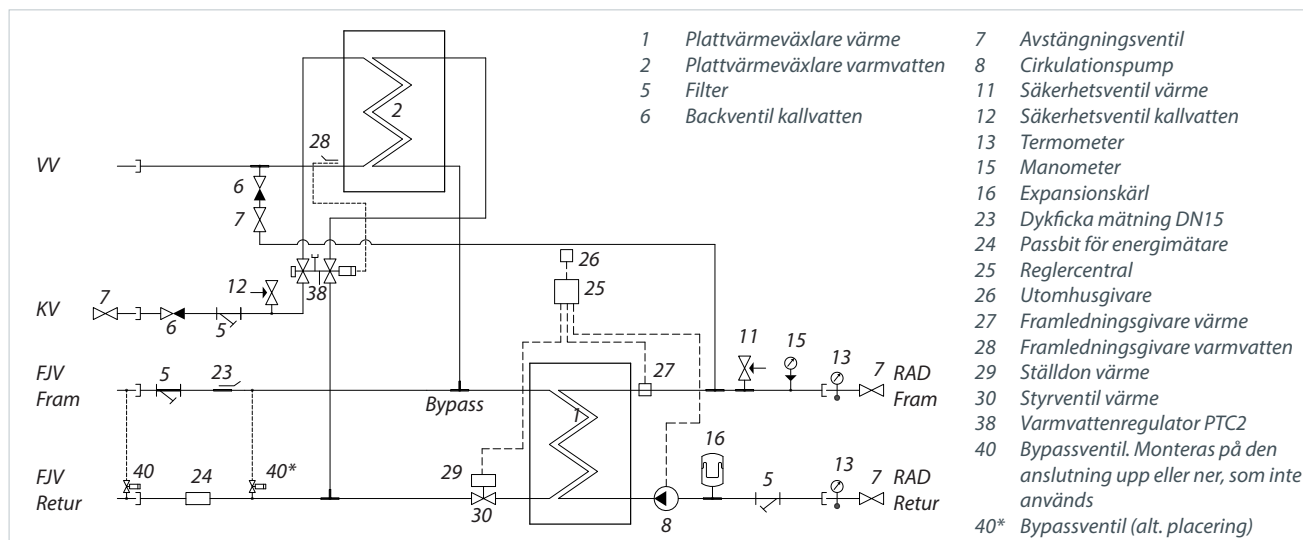 1 Plattvärmeväxlare värme
2 Plattvärmeväxlare varmvatten
5 Filter
6 Backventil kallvatten
7 Avstängningsventil
8 Cirkulationspump
11 Säkerhetsventil värme
12 Säkerhetsventil kallvatten
13 Termometer
15 Manometer
16 Expansionskärl
23 Dykficka mätning DN15
24 Passbit för energimätare
25 Reglercentral
26 Utomhusgivare
27 Framledningsgivare värme
28 Framledningsgivare varmvatten
29 Ställdon värme
30 Styrventil värme
38 Varmvattenregulator PTC2
40 Bypassventil. Monteras på den
anslutning upp eller ner, som inte
används
40* Bypassventil (alt. placering)
2
28
VV
6
7
26
12
38
25
7
KV
6
5
11
15
13
7
FJV
Fram
5
23
Bypass
1
27
RAD
Fram
16
40
24
40*
29
13
7
FJV
Retur
30
8
5
RAD
Retur